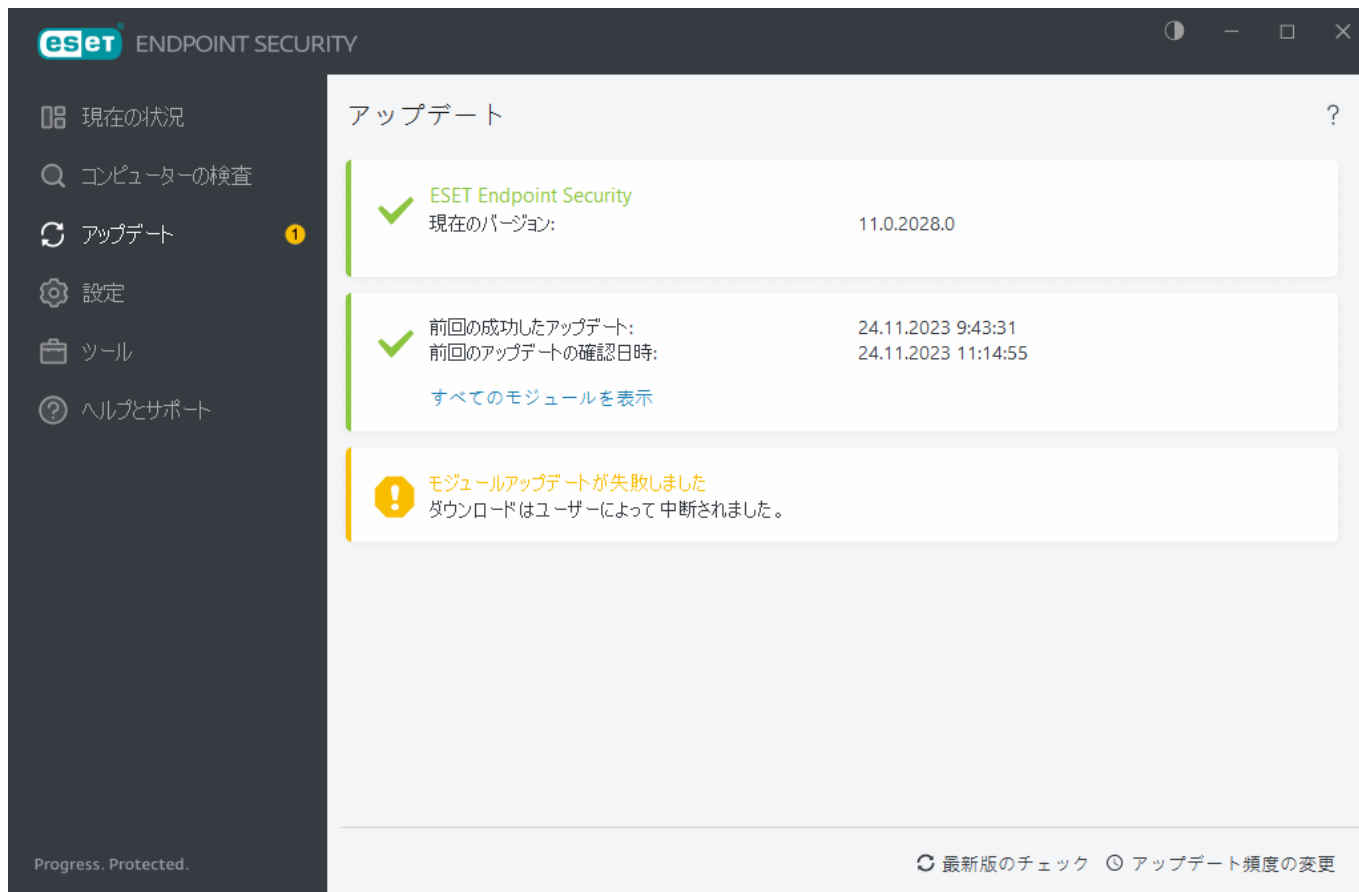 eset ENDPOINT SECURITY
現在の状況
コンピューターの検査
アップデート 1
設定
ツール
ヘルプとサポート
Progress. Protected.
アップデート ?
ESET Endpoint Security
現在のバージョン: 11.0.2028.0
前回の成功したアップデート: 24.11.2023 9:43:31
前回のアップデートの確認日時: 24.11.2023 11:14:55
すべてのモジュールを表示
モジュールアップデートが失敗しました
ダウンロードはユーザーによって中断されました。
最新版のチェック アップデート頻度の変更